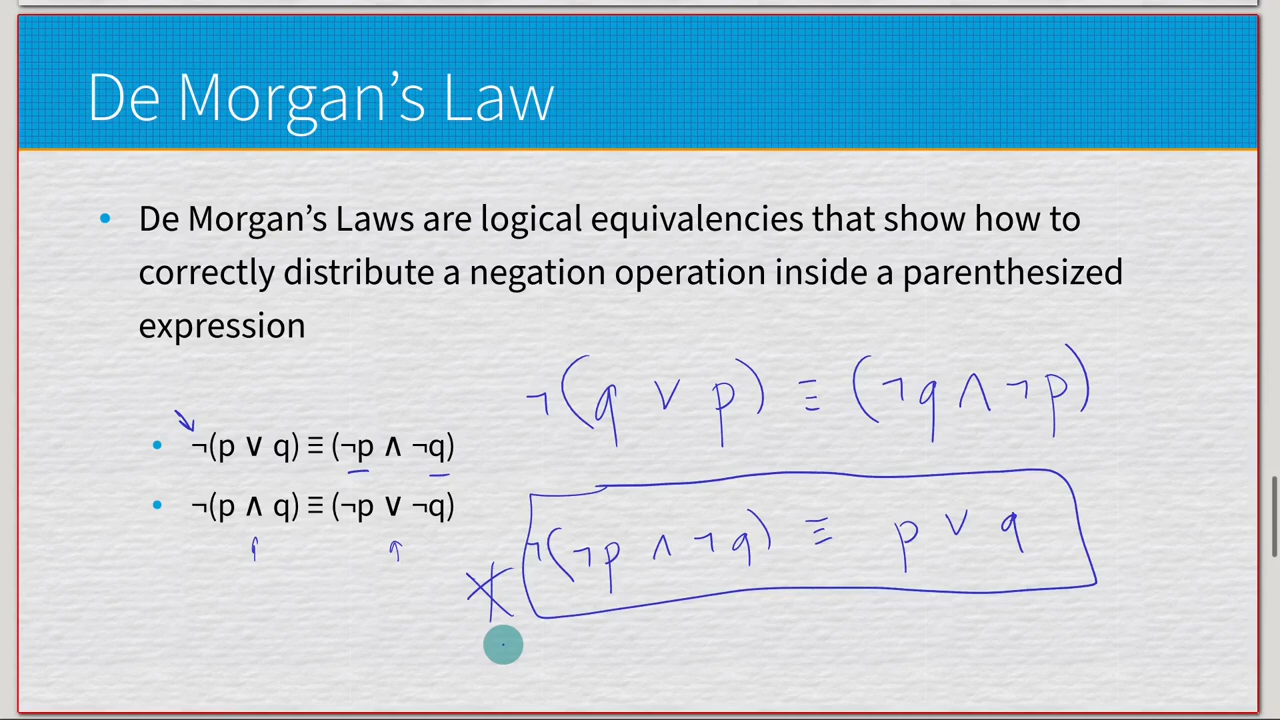 De Morgan’s Law
• De Morgan’s Laws are logical equivalencies that show how to
correctly distribute a negation operation inside a parenthesized
expression
¬(q ∨ p) ≡ (¬q ∧ ¬p)
• ¬(p ∨ q) ≡ (¬p ∧ ¬q)
• ¬(p ∧ q) ≡ (¬p ∨ ¬q)
¬(¬p ∧ ¬q) ≡ p ∨ q